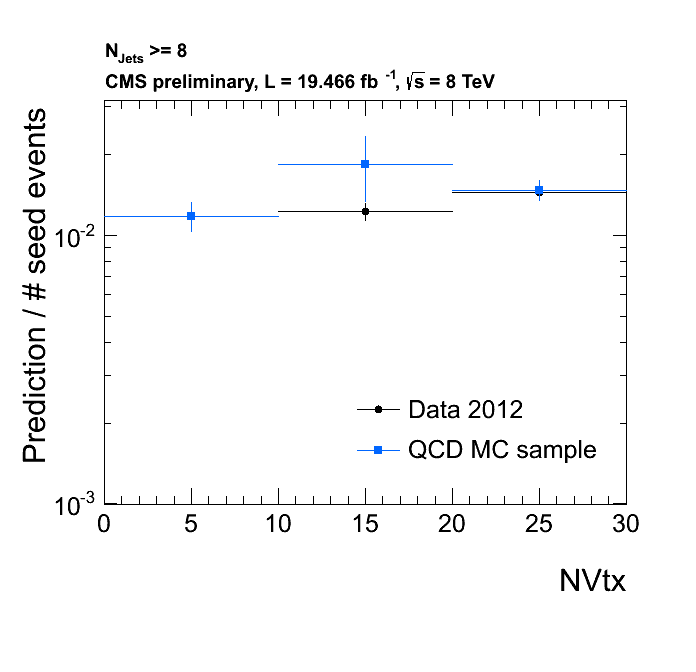 N_Jets >= 8
CMS preliminary, L = 19.466 fb ^-1, √s = 8 TeV
Prediction / # seed events
10^-2
Data 2012
QCD MC sample
10^-3
0 5 10 15 20 25 30
NVtx